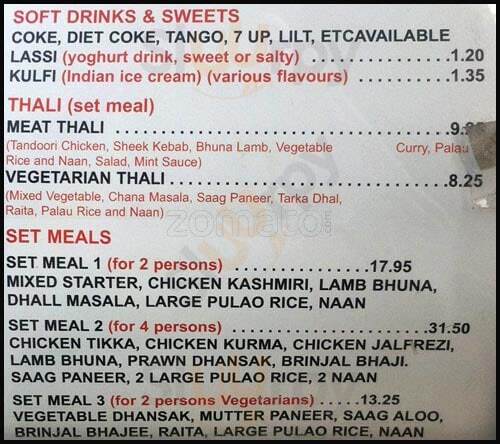 SOFT DRINKS & SWEETS
COKE, DIET COKE, TANGO, 7 UP, LILT, ETCAVAILABLE
LASSI (yoghurt drink, sweet or salty) ............1.20
KULFI (Indian ice cream) (various flavours) ..........1.35
THALI (set meal)
MEAT THALI ........................................
(Tandoori Chicken, Sheek Kebab, Bhuna Lamb, Vegetable Curry, Palau
Rice and Naan, Salad, Mint Sauce)
VEGETARIAN THALI ..............................8.25
(Mixed Vegetable, Chana Masala, Saag Paneer, Tarka Dhal,
Raita, Palau Rice and Naan)
zomato
SET MEALS
SET MEAL 1 (for 2 persons) ................17.95
MIXED STARTER, CHICKEN KASHMIRI, LAMB BHUNA,
DHALL MASALA, LARGE PULAO RICE, NAAN
SET MEAL 2 (for 4 persons) .......................31.50
CHICKEN TIKKA, CHICKEN KURMA, CHICKEN JALFREZI,
LAMB BHUNA, PRAWN DHANSAK, BRINJAL BHAJI.
SAAG PANEER, 2 LARGE PULAO RICE, 2 NAAN
SET MEAL 3 (for 2 persons Vegetarians) .....13.25
VEGETABLE DHANSAK, MUTTER PANEER, SAAG ALOO,
BRINJAL BHAJEE, RAITA, LARGE PULAO RICE, NAAN